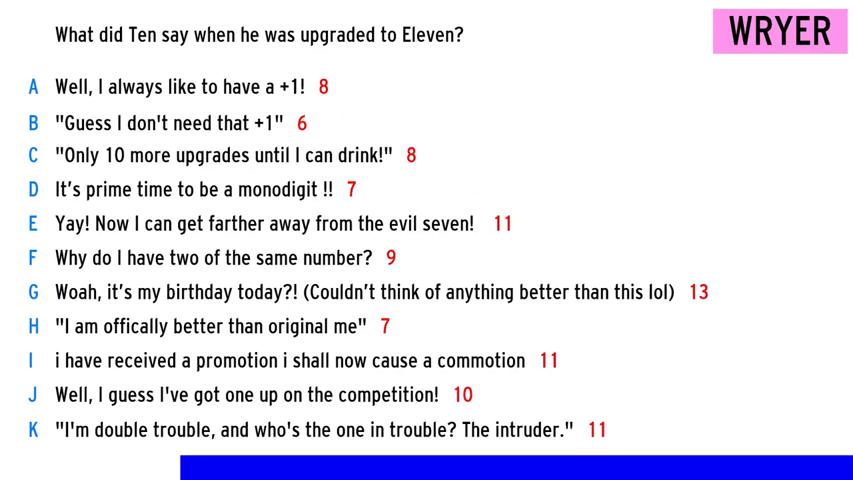 What did Ten say when he was upgraded to Eleven?
WRYER
A Well, I always like to have a +1! 8
B "Guess I don't need that +1" 6
C "Only 10 more upgrades until I can drink!" 8
D It’s prime time to be a monodigit !! 7
E Yay! Now I can get farther away from the evil seven! 11
F Why do I have two of the same number? 9
G Woah, it’s my birthday today?! (Couldn’t think of anything better than this lol) 13
H "I am offically better than original me" 7
I i have received a promotion i shall now cause a commotion 11
J Well, I guess I've got one up on the competition! 10
K "I'm double trouble, and who's the one in trouble? The intruder." 11